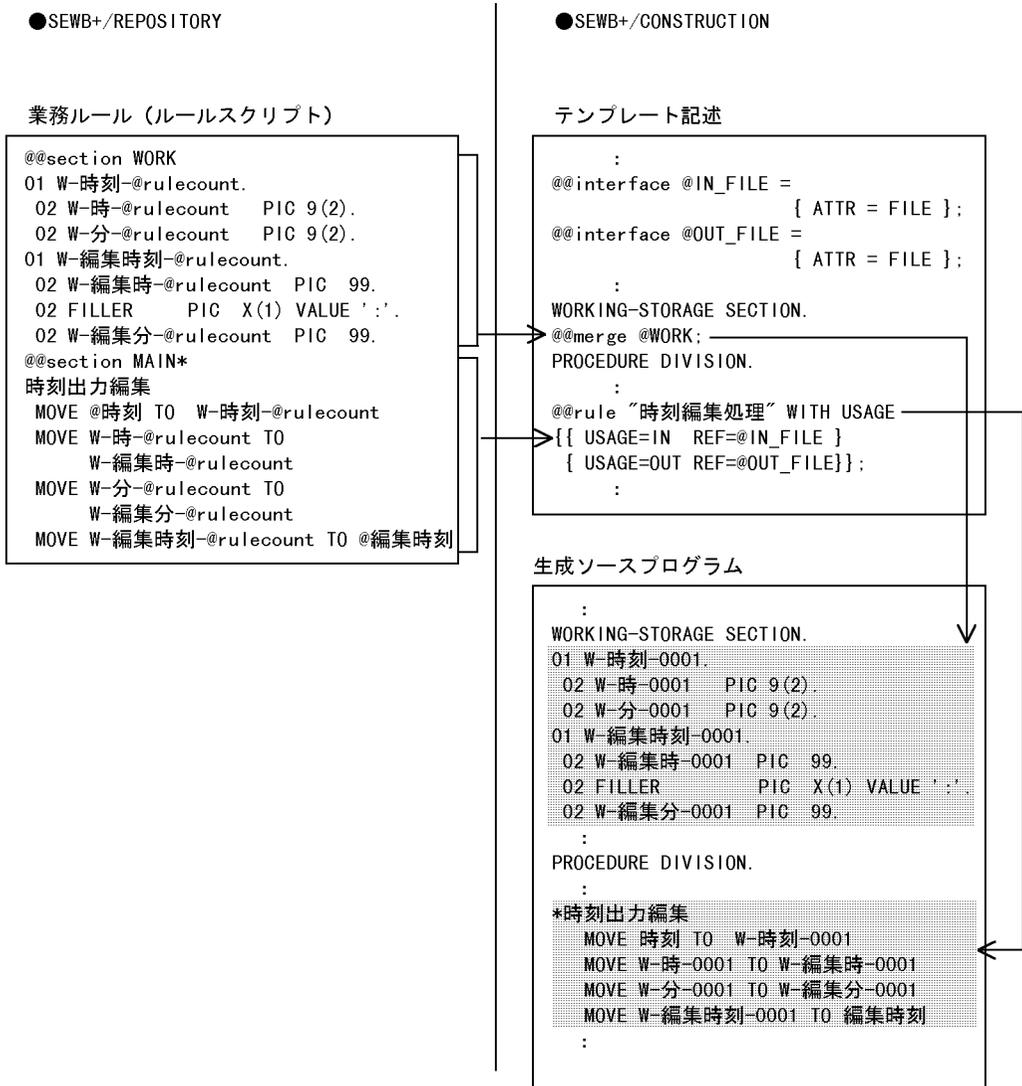 ●SEWB+/REPOSITORY
業務ルール(ルールスクリプト)
@@section WORK
01 W-時刻-@rulecount.
02 W-時-@rulecount PIC 9(2).
02 W-分-@rulecount PIC 9(2).
01 W-編集時刻-@rulecount.
02 W-編集時-@rulecount PIC 99.
02 FILLER PIC X(1) VALUE ':'.
02 W-編集分-@rulecount PIC 99.
@@section MAIN*
時刻出力編集
MOVE @時刻 TO W-時刻-@rulecount
MOVE W-時-@rulecount TO
W-編集時-@rulecount
MOVE W-分-@rulecount TO
W-編集分-@rulecount
MOVE W-編集時刻-@rulecount TO @編集時刻
●SEWB+/CONSTRUCTION
テンプレート記述
:
@@interface @IN_FILE =
{ ATTR = FILE };
@@interface @OUT_FILE =
{ ATTR = FILE };
:
WORKING-STORAGE SECTION.
@@merge @WORK;
PROCEDURE DIVISION.
:
@@rule "時刻編集処理" WITH USAGE
{{ USAGE=IN REF=@IN_FILE }
{ USAGE=OUT REF=@OUT_FILE}};
:
生成ソースプログラム
:
WORKING-STORAGE SECTION.
01 W-時刻-0001.
02 W-時-0001 PIC 9(2).
02 W-分-0001 PIC 9(2).
01 W-編集時刻-0001.
02 W-編集時-0001 PIC 99.
02 FILLER PIC X(1) VALUE ':'.
02 W-編集分-0001 PIC 99.
:
PROCEDURE DIVISION.
:
*時刻出力編集
MOVE 時刻 TO W-時刻-0001
MOVE W-時-0001 TO W-編集時-0001
MOVE W-分-0001 TO W-編集分-0001
MOVE W-編集時刻-0001 TO 編集時刻
: